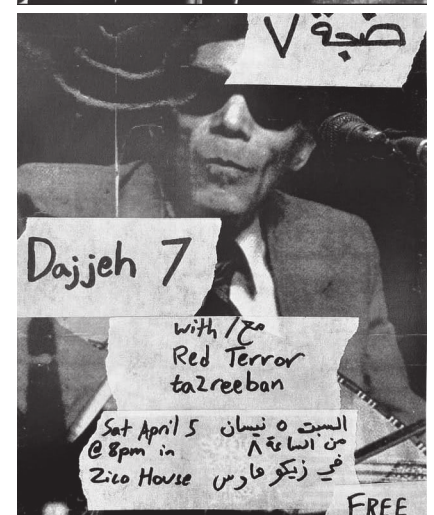 ضجة ٧
Dajjeh 7
with / مع
Red Terror
ta2reeban
Sat April 5 السبت ٥ نيسان
@ 8pm in من الساعة ٨
Zico House في زيكو هاوس
FREE